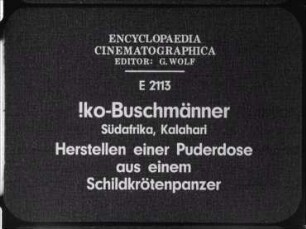 ENCYCLOPAEDIA
CINEMATOGRAPHICA
EDITOR: G. WOLF
E 2113
!ko-Buschmänner
Südafrika, Kalahari
Herstellen einer Puderdose
aus einem
Schildkrötenpanzer